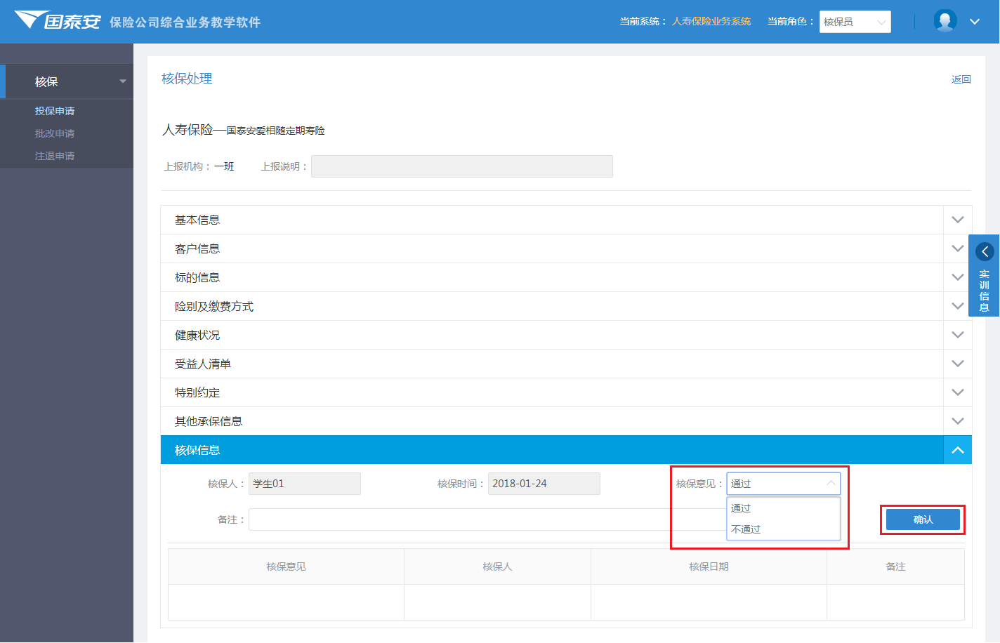 国泰安 保险公司综合业务教学软件 当前系统： 人寿保险业务系统 当前角色： 核保员
核保
投保申请
批改申请
注退申请
核保处理 返回
人寿保险—国泰安爱相随定期寿险
上报机构： 一班 上报说明：
基本信息
客户信息
标的信息
险别及缴费方式
健康状况
受益人清单
特别约定
其他承保信息
核保信息
实训信息
核保人： 学生01 核保时间： 2018-01-24 核保意见： 通过
通过
不通过
备注： 确认
核保意见 核保人 核保日期 备注